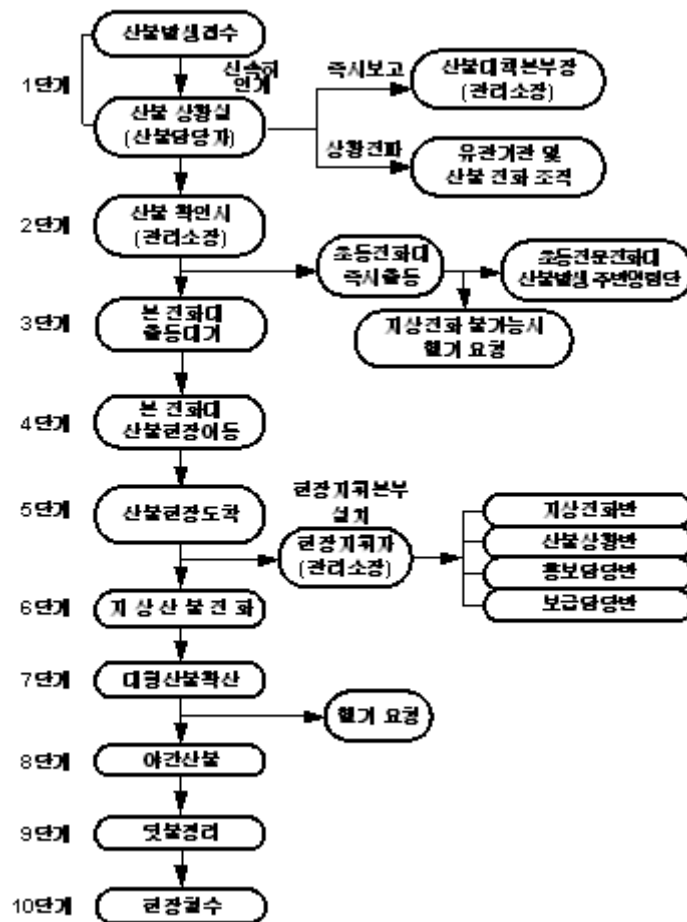 산불발생접수
1단계
신속히
인계
즉시보고
산불대책본부장
(관리소장)
산불 상황실
(산불담당자)
상황전파
유관기관 및
산불 진화 조직
2단계
산불 확인시
(관리소장)
초동진화대
즉시출동
초동전문진화대
산불발생 주변영림단
3단계
본 진화대
출동대기
지상진화 불가능시
헬기 요청
4단계
본 진화대
산불현장이동
5단계
산불현장도착
현장지휘본부
설치
현장지휘자
(관리소장)
지상진화반
산불상황반
홍보담당반
보급담당반
6단계
지 상 산 불 진 화
7단계
대형산불확산
헬기 요청
8단계
야간산불
9단계
뒷불정리
10단계
현장철수